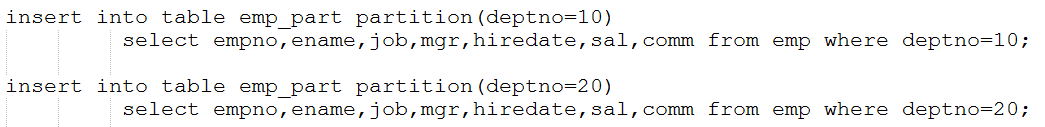 insert into table emp_part partition(deptno=10)
select empno,ename,job,mgr,hiredate,sal,comm from emp where deptno=10;
insert into table emp_part partition(deptno=20)
select empno,ename,job,mgr,hiredate,sal,comm from emp where deptno=20;